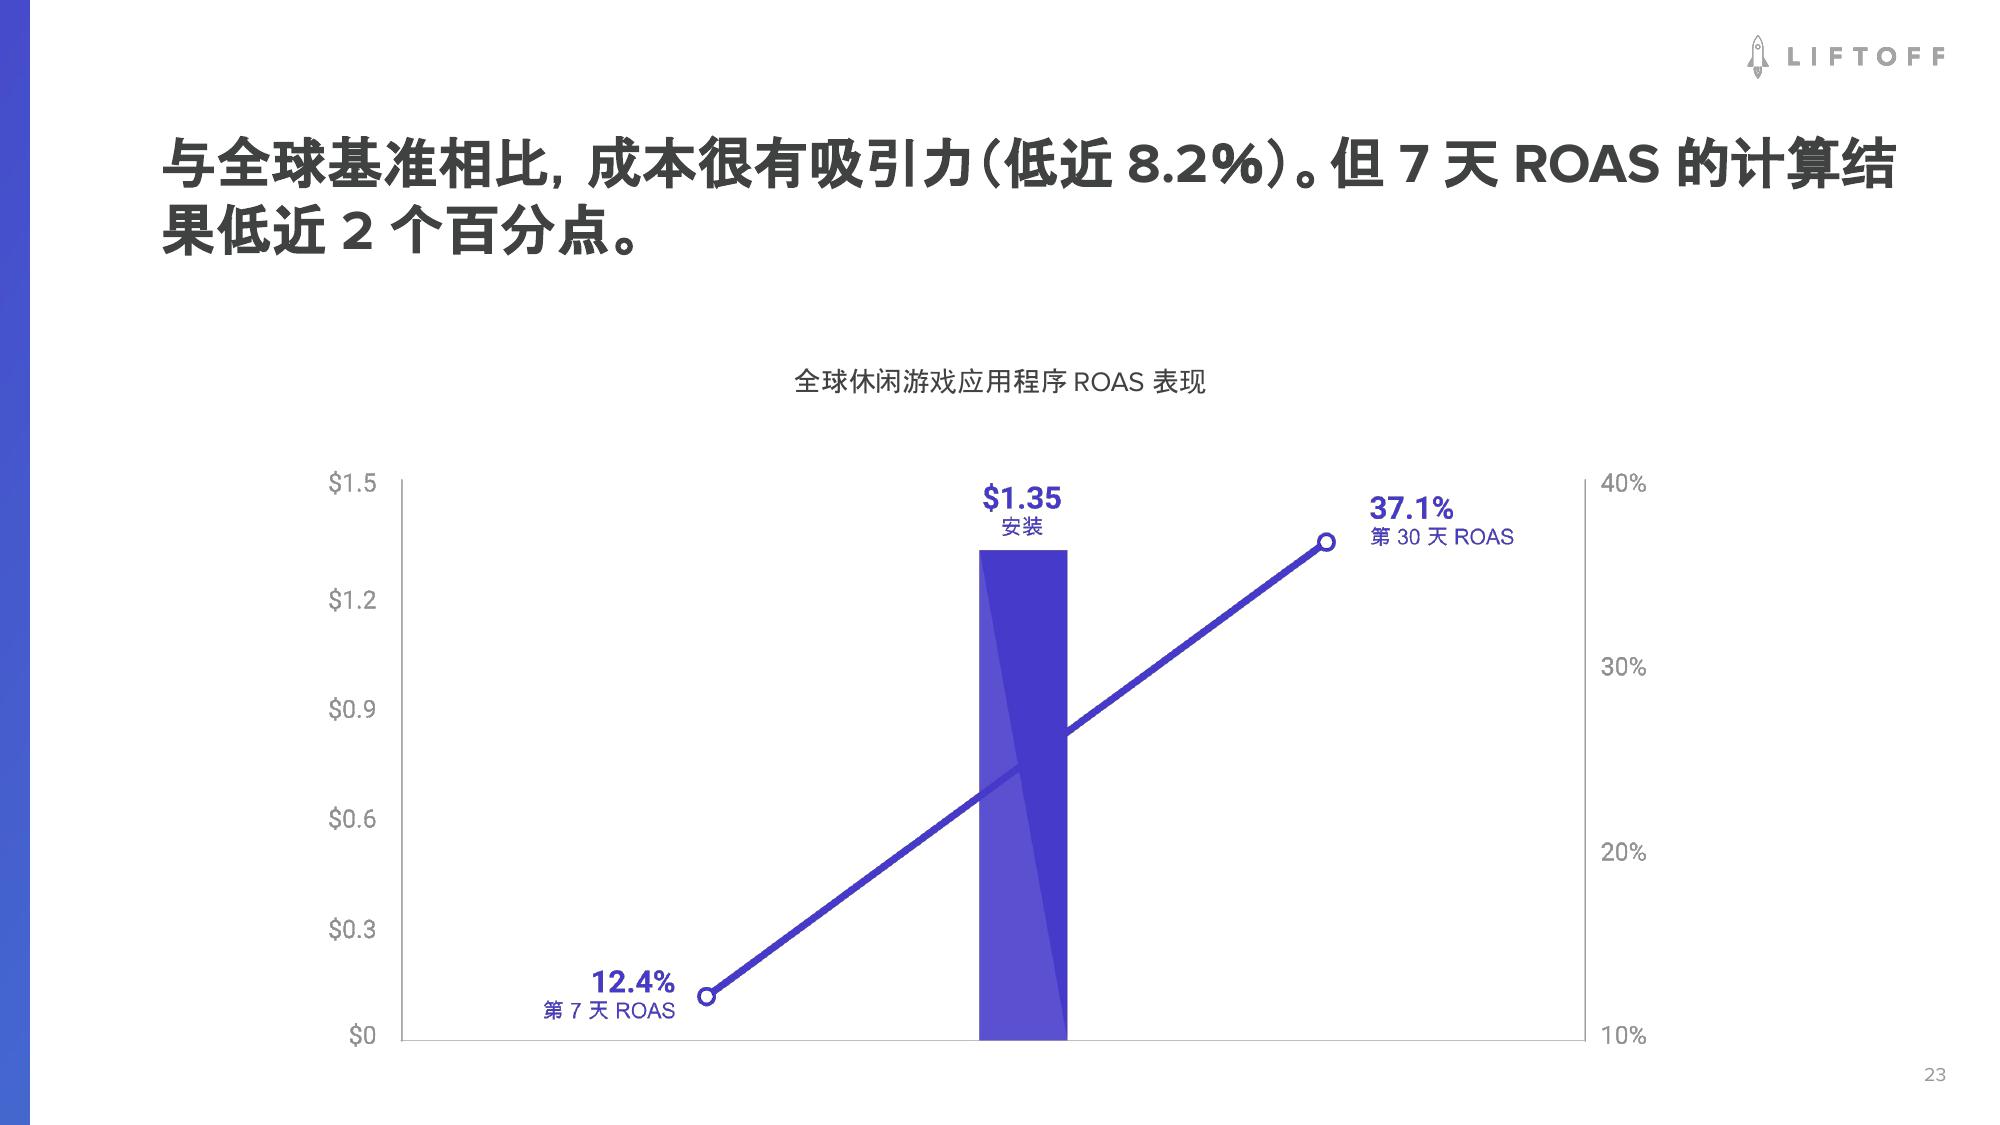 LIFTOFF
与全球基准相比，成本很有吸引力（低近 8.2%）。但 7 天 ROAS 的计算结
果低近 2 个百分点。
全球休闲游戏应用程序 ROAS 表现
$1.5
$1.2
$0.9
$0.6
$0.3
$0
$1.35
安装
37.1%
第 30 天 ROAS
12.4%
第 7 天 ROAS
40%
30%
20%
10%
23